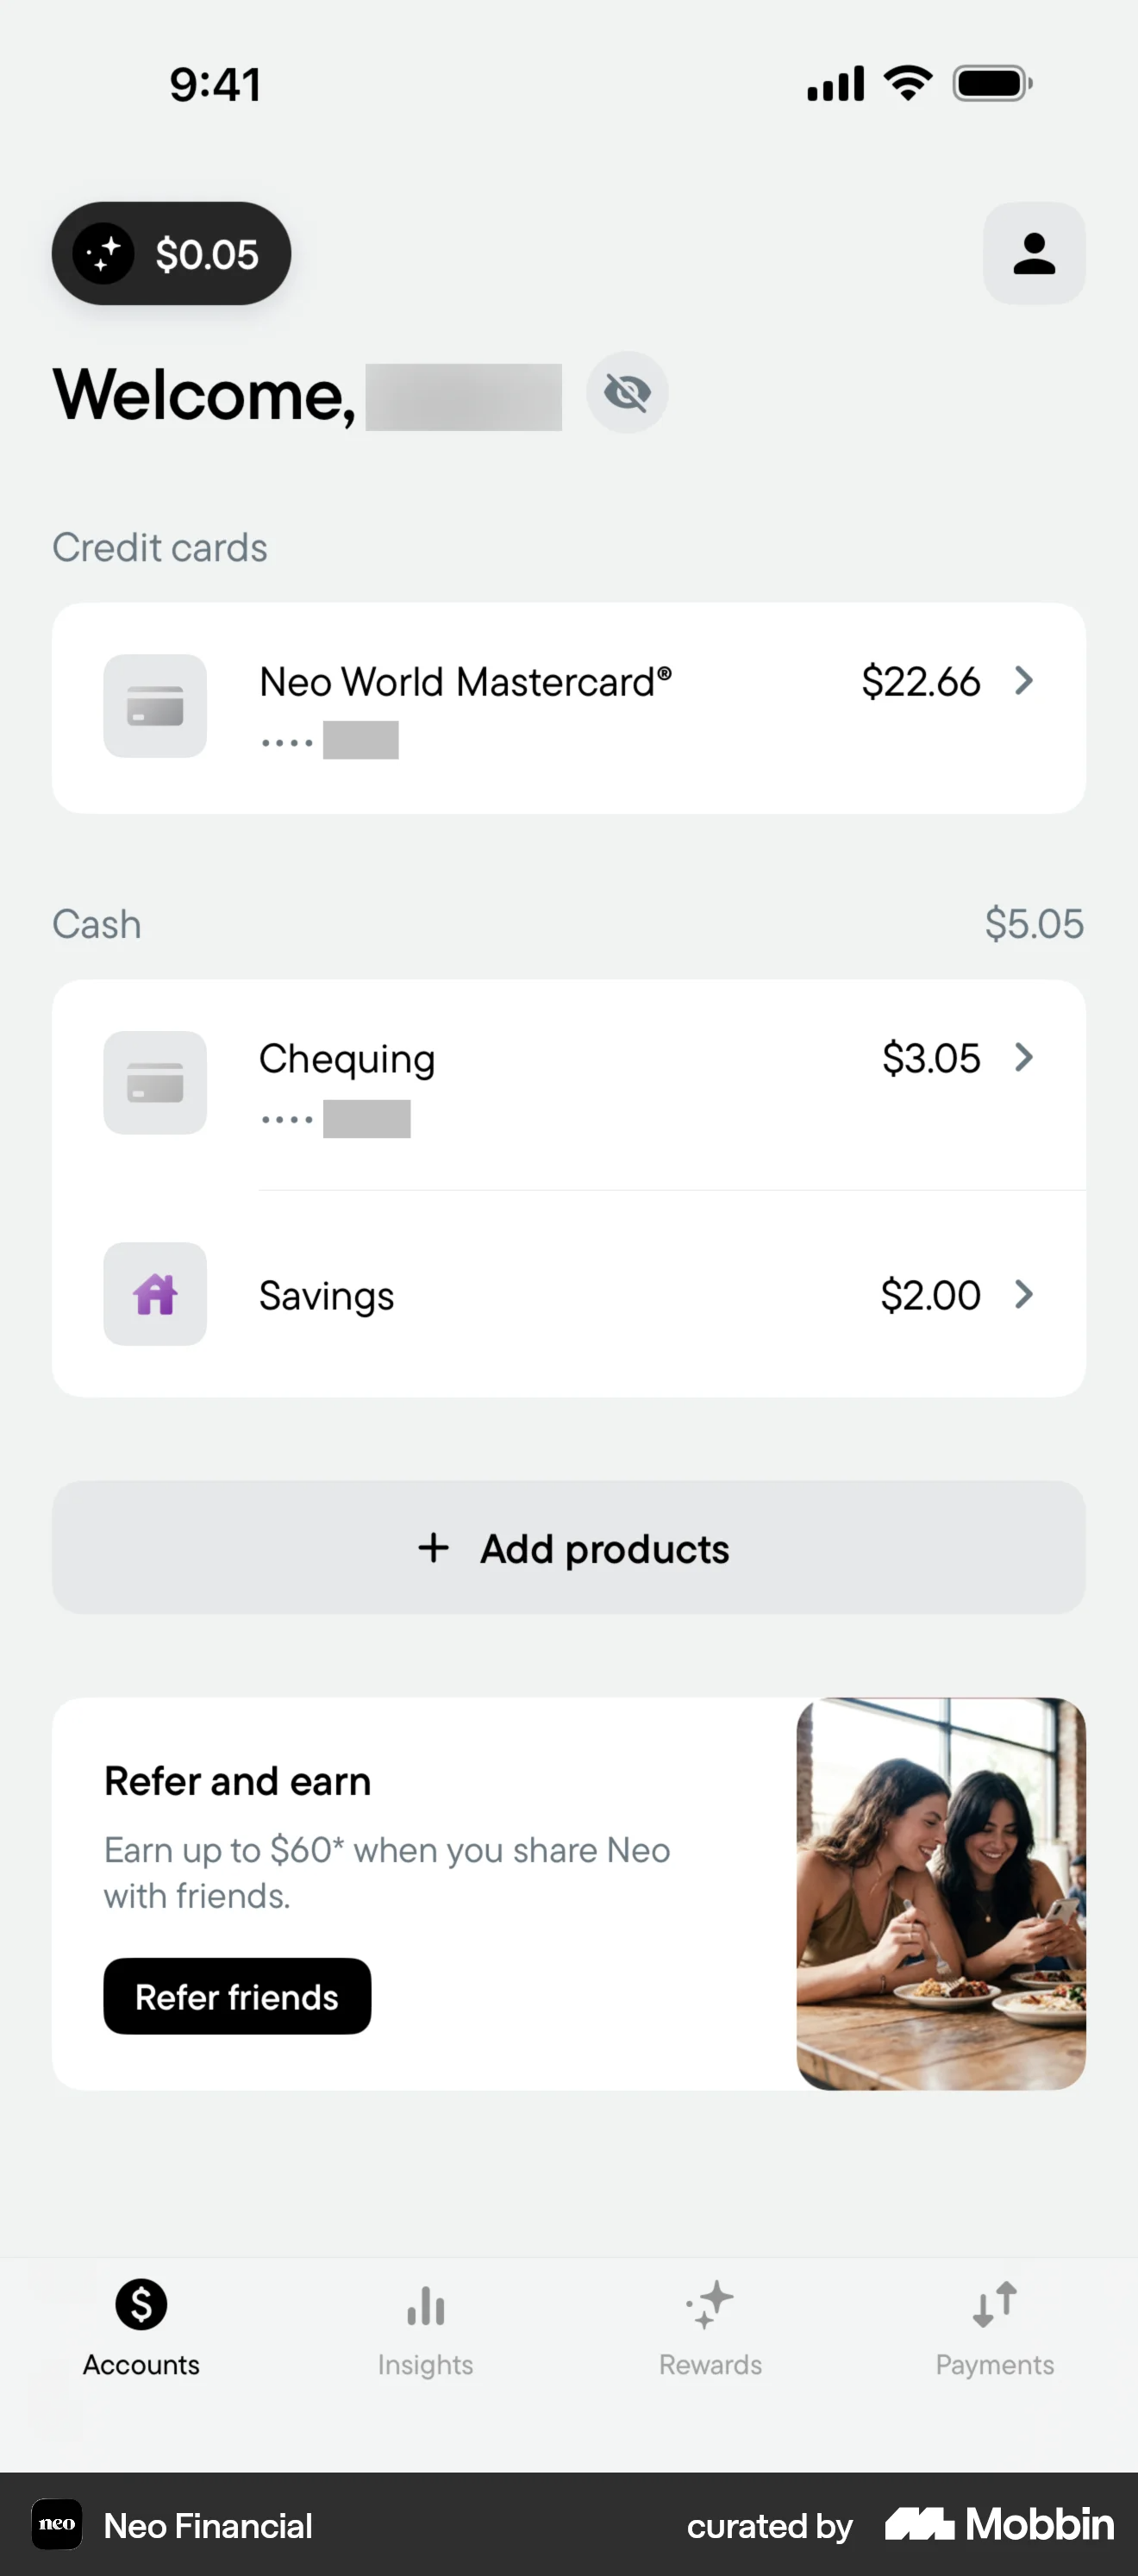 9:41
$0.05
Welcome,
Credit cards
Neo World Mastercard® $22.66
••••
Cash $5.05
Chequing $3.05
••••
Savings $2.00
+ Add products
Refer and earn
Earn up to $60* when you share Neo
with friends.
Refer friends
Accounts Insights Rewards Payments
neo Neo Financial curated by Mobbin